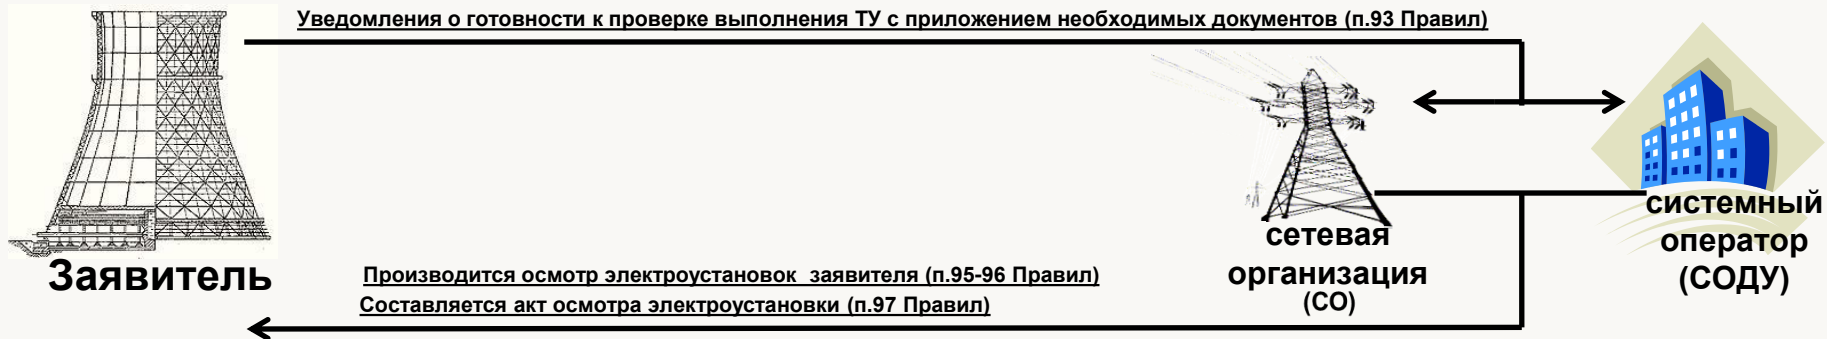 Уведомления о готовности к проверке выполнения ТУ с приложением необходимых документов (п.93 Правил)
Заявитель
Производится осмотр электроустановок заявителя (п.95-96 Правил)
Составляется акт осмотра электроустановки (п.97 Правил)
сетевая
организация
(СО)
системный
оператор
(СОДУ)